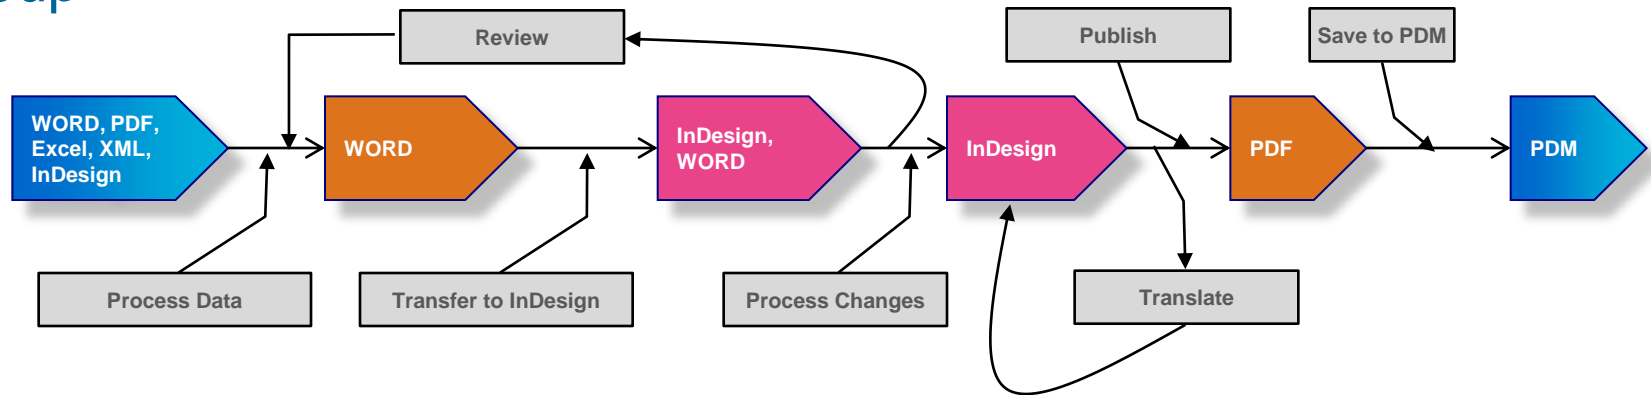 Review
Publish
Save to PDM
WORD, PDF,
Excel, XML,
InDesign
WORD
InDesign,
WORD
InDesign
PDF
PDM
Process Data
Transfer to InDesign
Process Changes
Translate